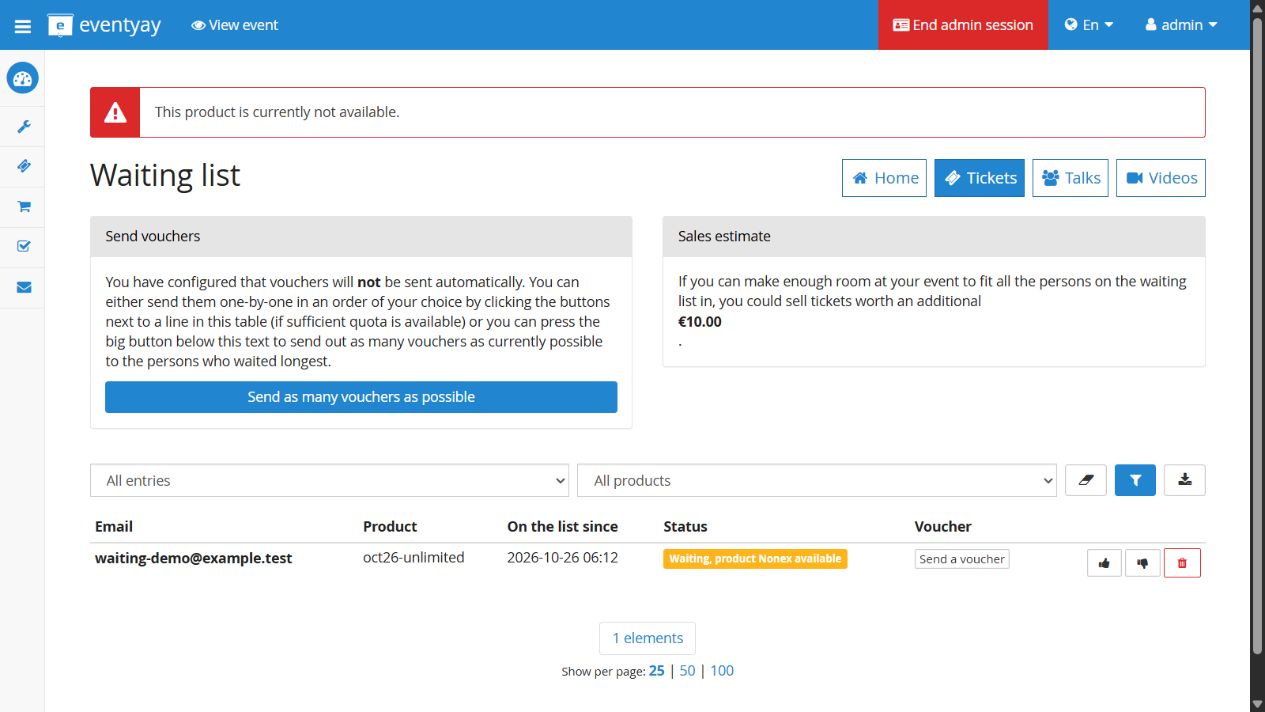 eventyay View event End admin session En admin
This product is currently not available.
Waiting list
Home Tickets Talks Videos
Send vouchers
You have configured that vouchers will not be sent automatically. You can
either send them one-by-one in an order of your choice by clicking the buttons
next to a line in this table (if sufficient quota is available) or you can press the
big button below this text to send out as many vouchers as currently possible
to the persons who waited longest.
Send as many vouchers as possible
Sales estimate
If you can make enough room at your event to fit all the persons on the waiting
list in, you could sell tickets worth an additional
€10.00
.
All entries All products
Email Product On the list since Status Voucher
waiting-demo@example.test oct26-unlimited 2026-10-26 06:12 Waiting, product Nonex available Send a voucher
1 elements
Show per page: 25 | 50 | 100